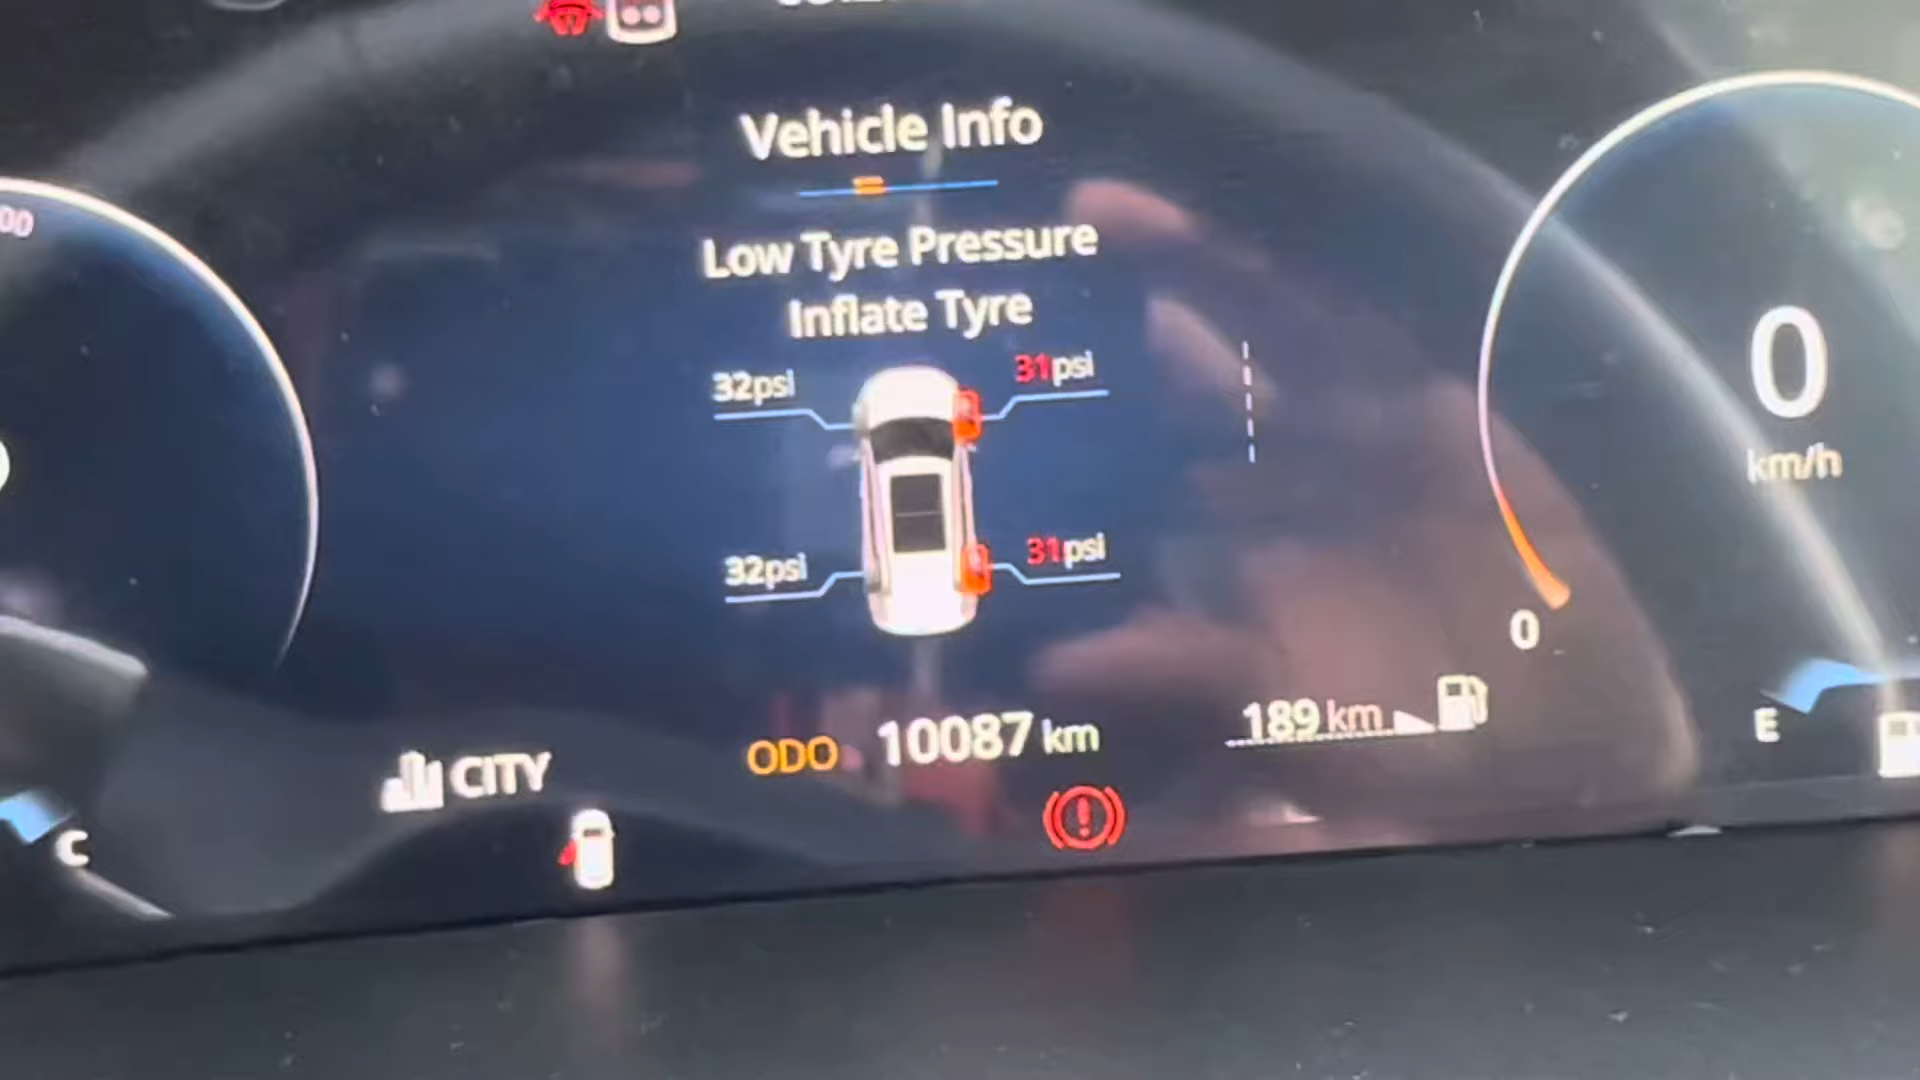 Vehicle Info
Low Tyre Pressure
Inflate Tyre
32psi 31psi
32psi 31psi
0
km/h
0
189 km
E
ODO 10087 km
CITY
C